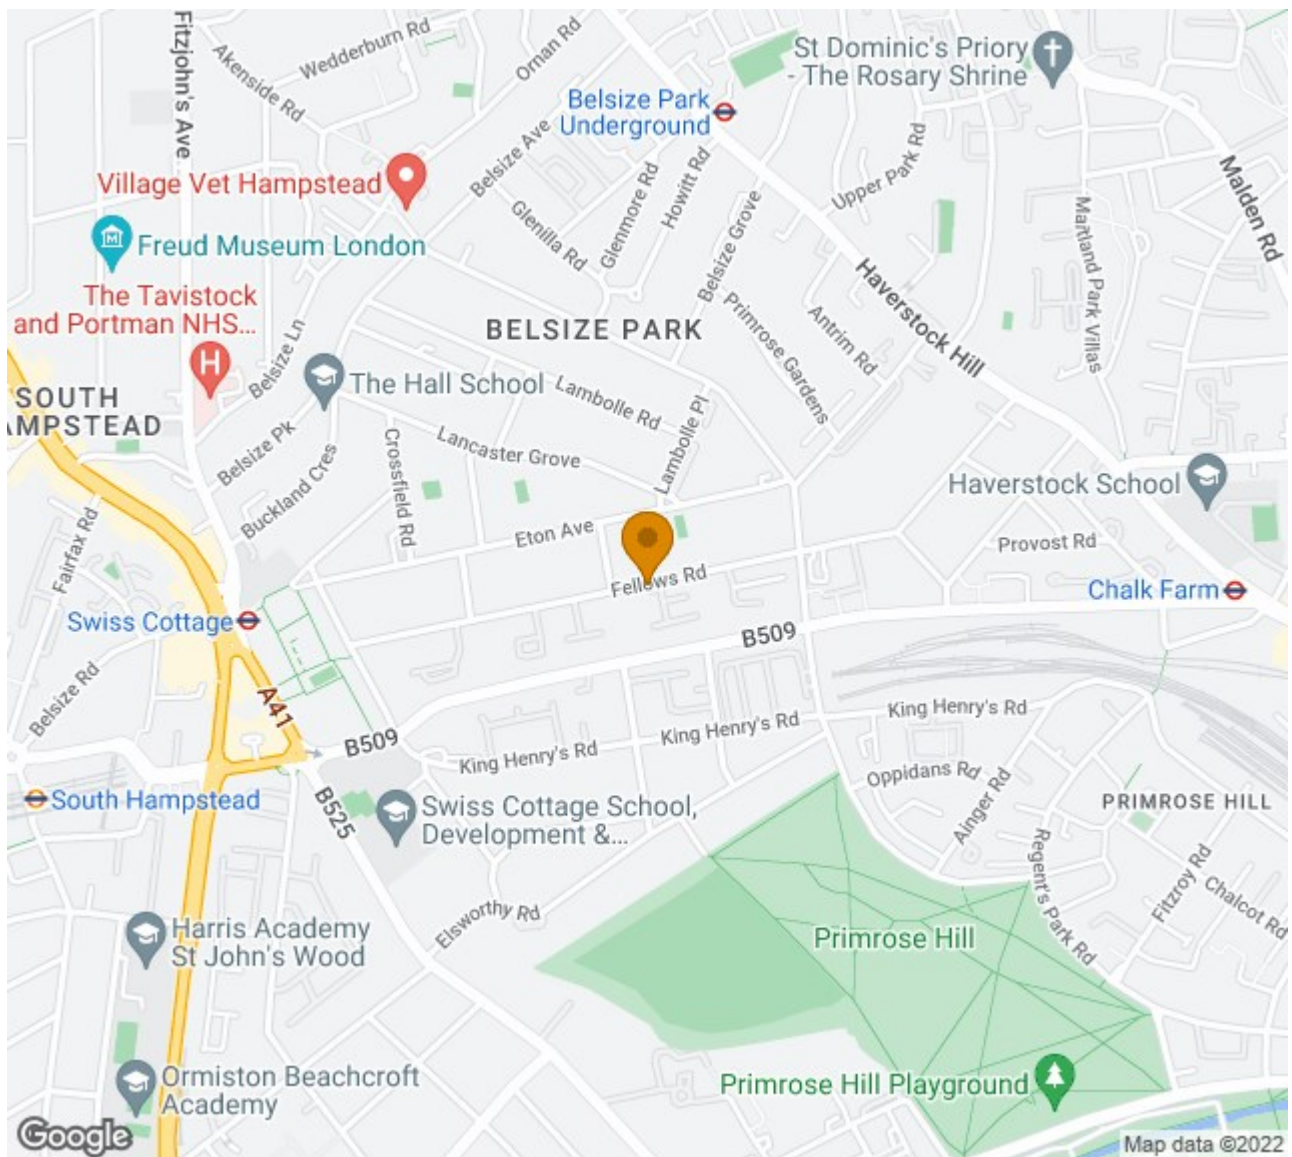 Fitzjohn's Ave
Akenside Rd
Wedderburn Rd
Ornan Rd
St Dominic's Priory
- The Rosary Shrine
Belsize Park
Underground
Belsize Ave
Upper Park Rd
Malden Rd
Village Vet Hampstead
Glenilla Rd
Glenmore Rd
Howitt Rd
Belsize Grove
Maitland Park Villas
Freud Museum London
Haverstock Hill
The Tavistock
and Portman NHS...
BELSIZE PARK
Primrose Gardens
Antrim Rd
Belsize Ln
The Hall School
Lambolle Rd
Lambolle Pl
SOUTH
AMPSTEAD
Belsize Pk
Buckland Cres
Crossfield Rd
Lancaster Grove
Haverstock School
Fairfax Rd
Eton Ave
Provost Rd
Fellows Rd
Chalk Farm
Swiss Cottage
B509
Belsize Rd
A41
B509
King Henry's Rd
King Henry's Rd
King Henry's Rd
Oppidans Rd
Ainger Rd
South Hampstead
B525
Swiss Cottage School,
Development &...
PRIMROSE HILL
Regent's Park Rd
Fitzroy Rd
Chalcot Rd
Elsworthy Rd
Harris Academy
St John's Wood
Primrose Hill
Ormiston Beachcroft
Academy
Primrose Hill Playground
Google
Map data ©2022